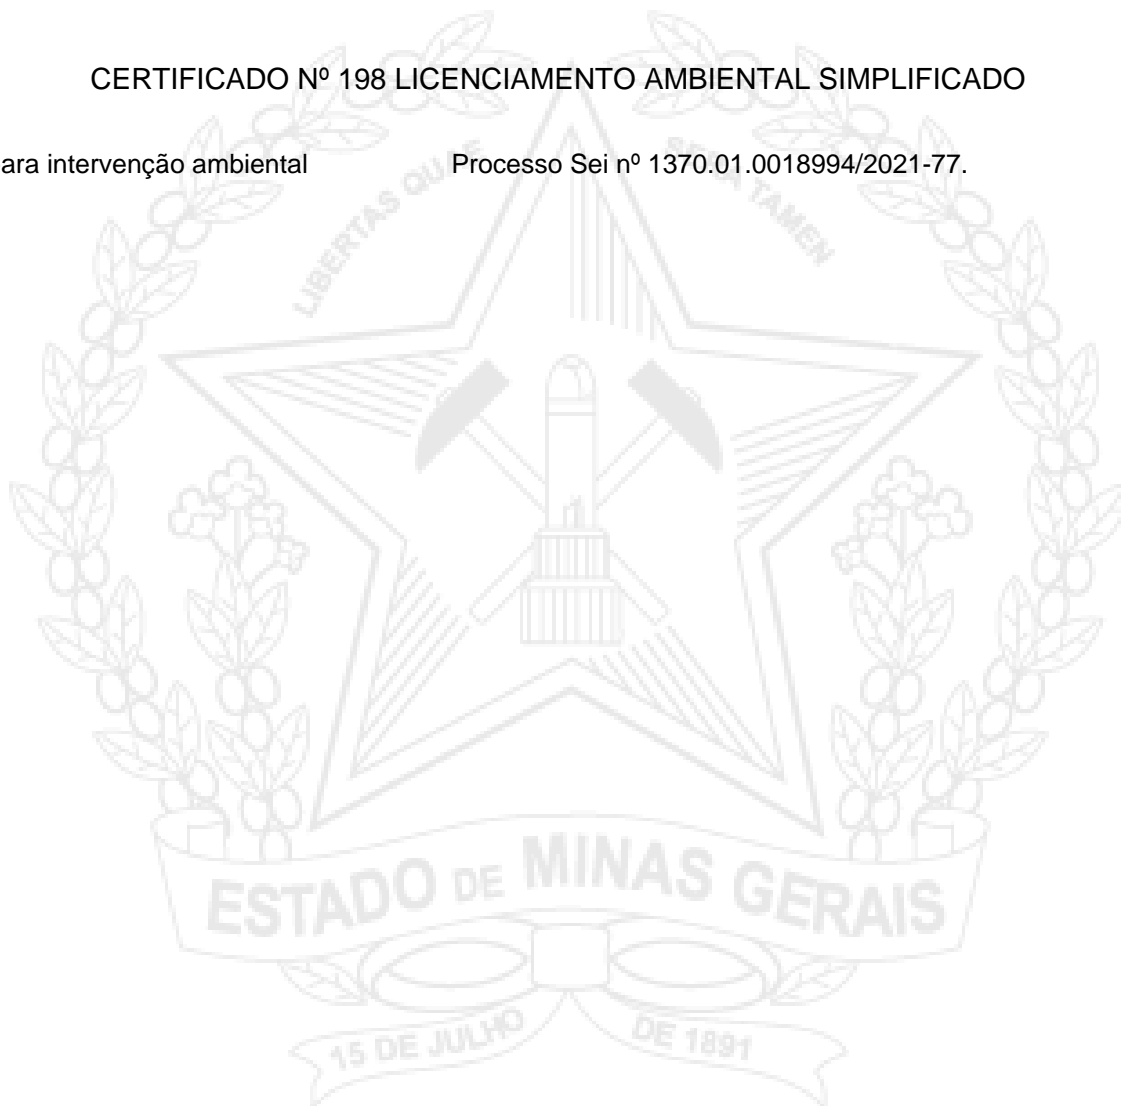 CERTIFICADO Nº 198 LICENCIAMENTO AMBIENTAL SIMPLIFICADO
ara intervenção ambiental Processo Sei nº 1370.01.0018994/2021-77.
LIBERTAS QUAE SERA TAMEN
ESTADO DE MINAS GERAIS
15 DE JULHO DE 1891